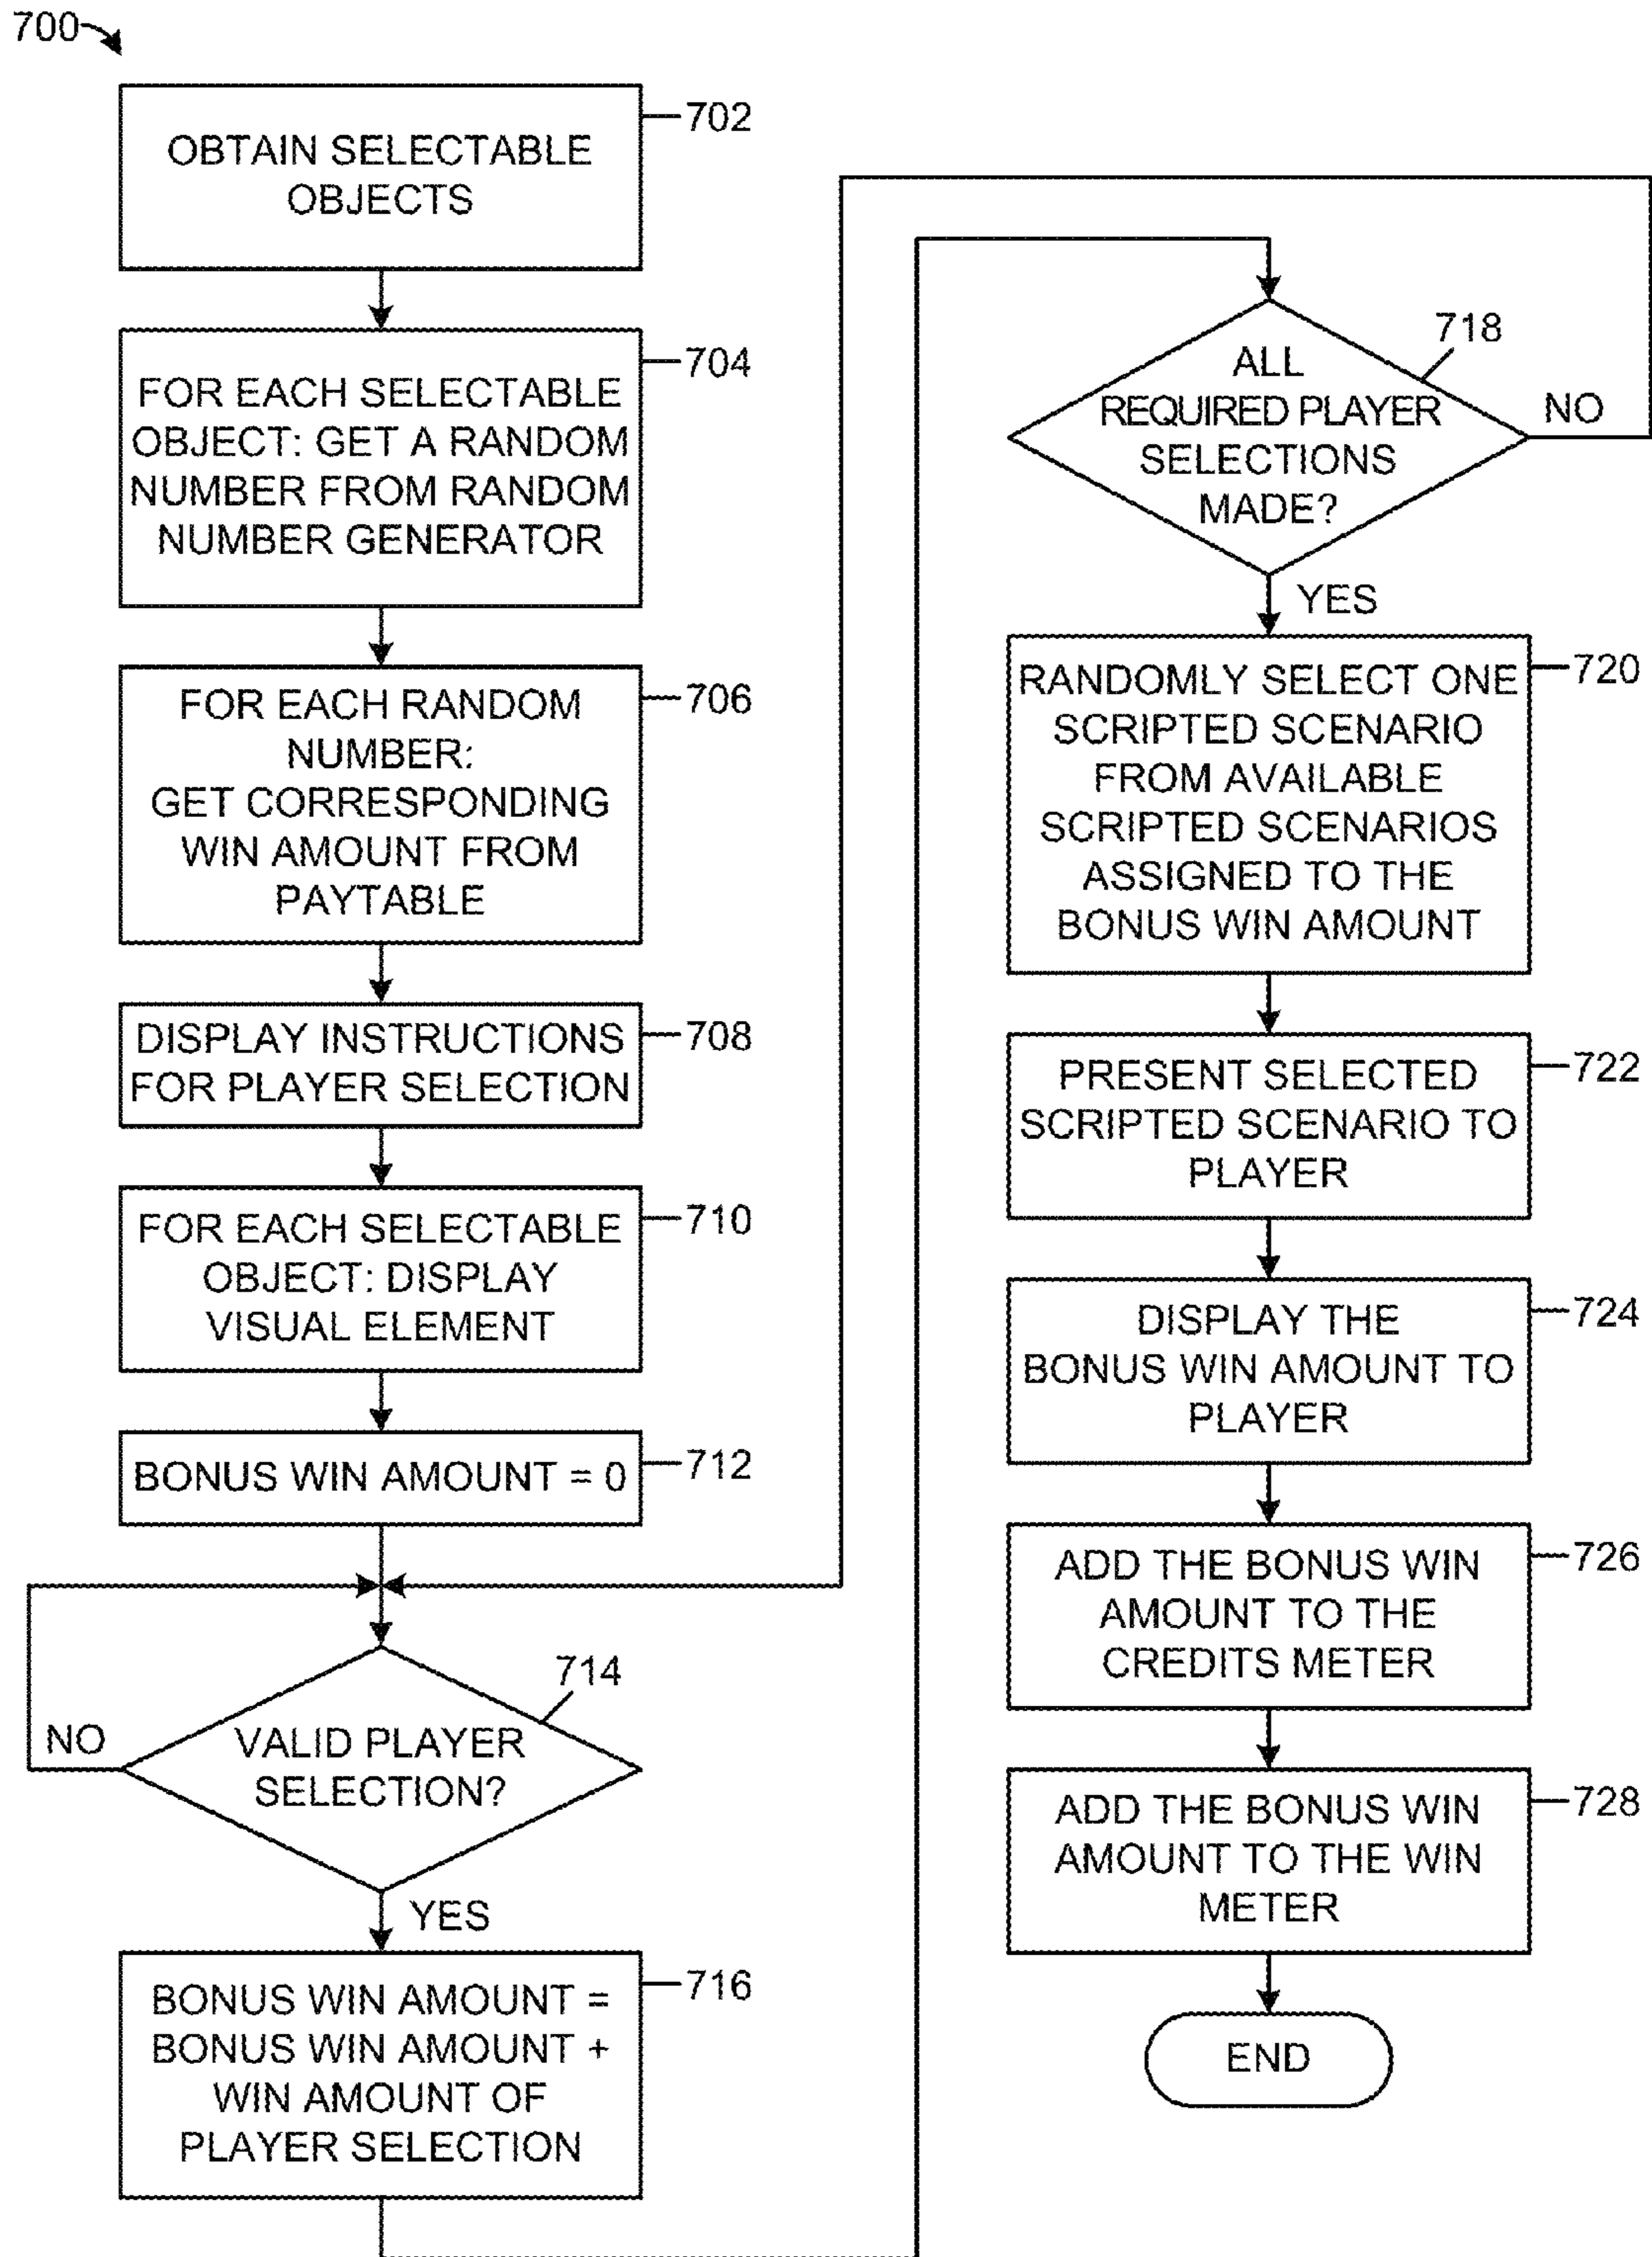 700
702
OBTAIN SELECTABLE
OBJECTS
704
FOR EACH SELECTABLE
OBJECT: GET A RANDOM
NUMBER FROM RANDOM
NUMBER GENERATOR
706
FOR EACH RANDOM
NUMBER:
GET CORRESPONDING
WIN AMOUNT FROM
PAYTABLE
708
DISPLAY INSTRUCTIONS
FOR PLAYER SELECTION
710
FOR EACH SELECTABLE
OBJECT: DISPLAY
VISUAL ELEMENT
712
BONUS WIN AMOUNT = 0
714
NO
VALID PLAYER
SELECTION?
YES
716
BONUS WIN AMOUNT =
BONUS WIN AMOUNT +
WIN AMOUNT OF
PLAYER SELECTION
718
ALL
REQUIRED PLAYER
SELECTIONS
MADE?
NO
YES
720
RANDOMLY SELECT ONE
SCRIPTED SCENARIO
FROM AVAILABLE
SCRIPTED SCENARIOS
ASSIGNED TO THE
BONUS WIN AMOUNT
722
PRESENT SELECTED
SCRIPTED SCENARIO TO
PLAYER
724
DISPLAY THE
BONUS WIN AMOUNT TO
PLAYER
726
ADD THE BONUS WIN
AMOUNT TO THE
CREDITS METER
728
ADD THE BONUS WIN
AMOUNT TO THE WIN
METER
END